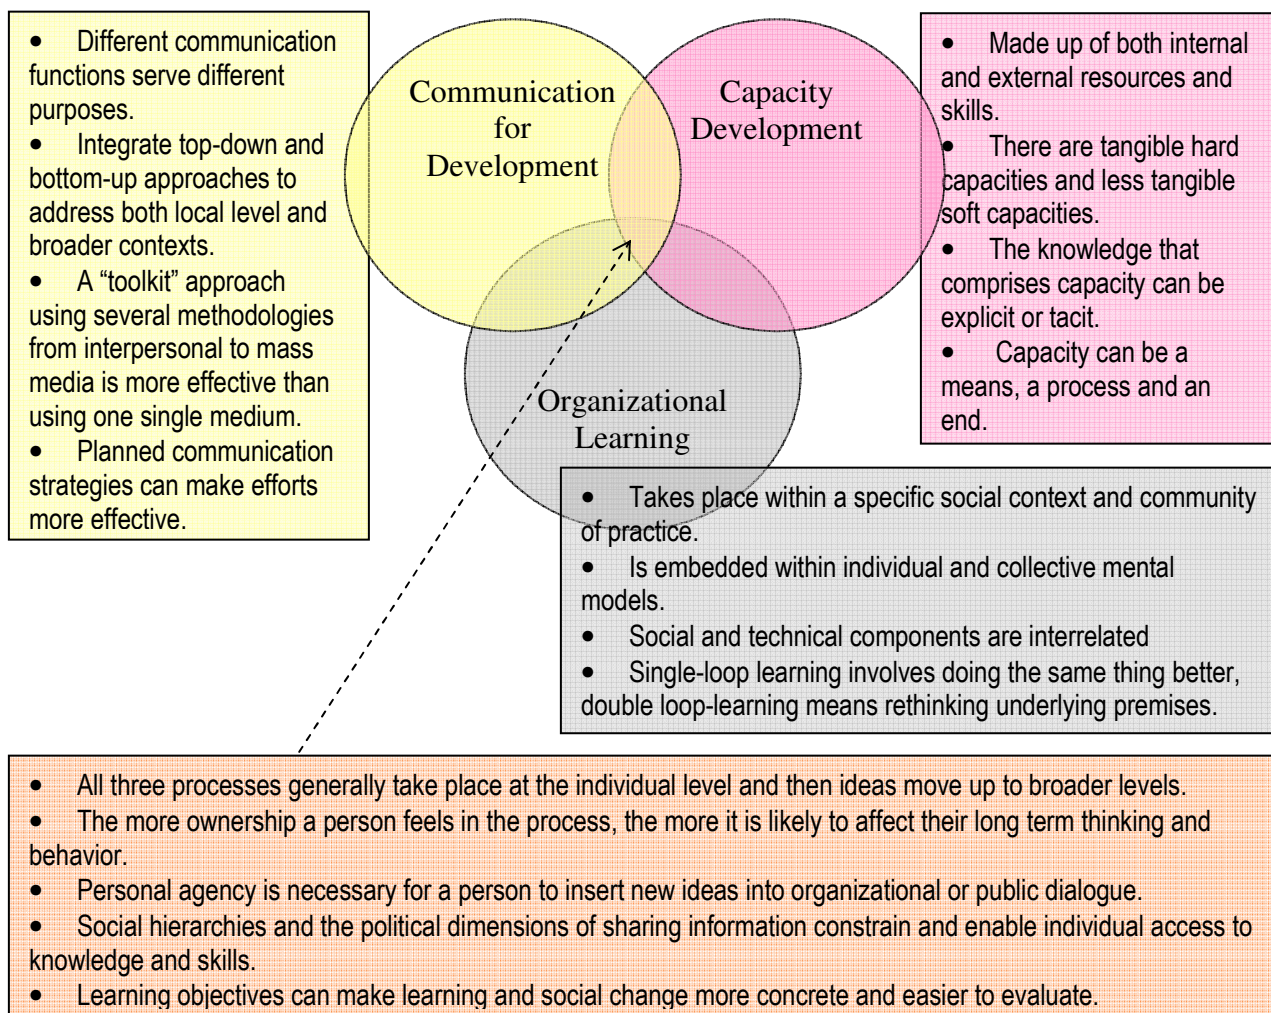 • Different communication
functions serve different
purposes.
• Integrate top-down and
bottom-up approaches to
address both local level and
broader contexts.
• A “toolkit” approach
using several methodologies
from interpersonal to mass
media is more effective than
using one single medium.
• Planned communication
strategies can make efforts
more effective.
Communication
for
Development
Capacity
Development
• Made up of both internal
and external resources and
skills.
• There are tangible hard
capacities and less tangible
soft capacities.
• The knowledge that
comprises capacity can be
explicit or tacit.
• Capacity can be a
means, a process and an
end.
Organizational
Learning
• Takes place within a specific social context and community
of practice.
• Is embedded within individual and collective mental
models.
• Social and technical components are interrelated
• Single-loop learning involves doing the same thing better,
double loop-learning means rethinking underlying premises.
• All three processes generally take place at the individual level and then ideas move up to broader levels.
• The more ownership a person feels in the process, the more it is likely to affect their long term thinking and
behavior.
• Personal agency is necessary for a person to insert new ideas into organizational or public dialogue.
• Social hierarchies and the political dimensions of sharing information constrain and enable individual access to
knowledge and skills.
• Learning objectives can make learning and social change more concrete and easier to evaluate.